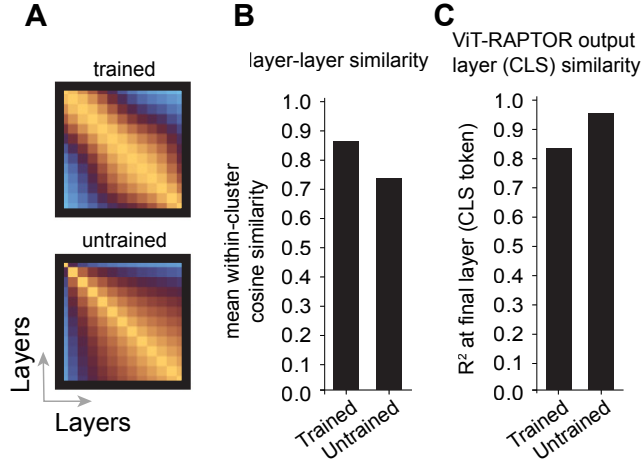 A
trained
untrained
Layers
Layers
B
layer-layer similarity
mean within-cluster
cosine similarity
1.0
0.9
0.8
0.7
0.6
0.5
0.4
0.3
0.2
0.1
0.0
Trained
Untrained
C
ViT-RAPTOR output
layer (CLS) similarity
R² at final layer (CLS token)
1.0
0.9
0.8
0.7
0.6
0.5
0.4
0.3
0.2
0.1
0.0
Trained
Untrained